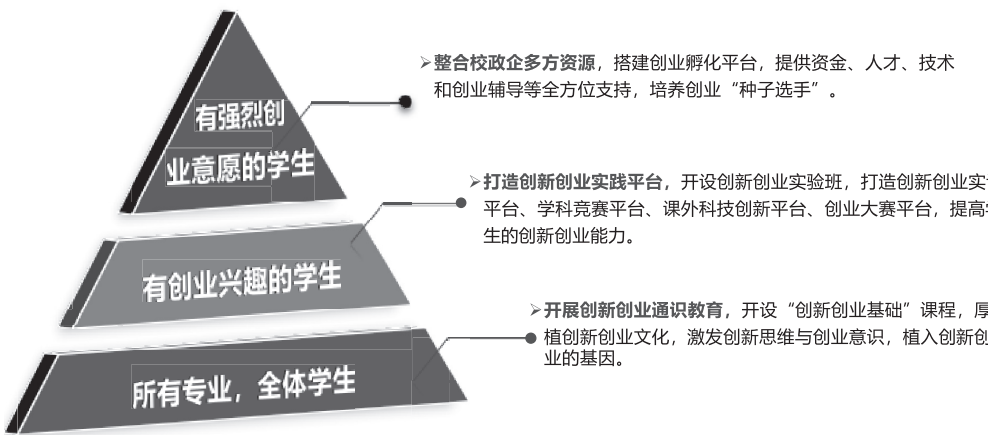 有强烈创
业意愿的学生
➢整合校政企多方资源，搭建创业孵化平台，提供资金、人才、技术
和创业辅导等全方位支持，培养创业“种子选手”。
有创业兴趣的学生
➢打造创新创业实践平台，开设创新创业实验班，打造创新创业实
平台、学科竞赛平台、课外科技创新平台、创业大赛平台，提高
生的创新创业能力。
所有专业，全体学生
➢开展创新创业通识教育，开设“创新创业基础”课程，厚
植创新创业文化，激发创新思维与创业意识，植入创新创
业的基因。